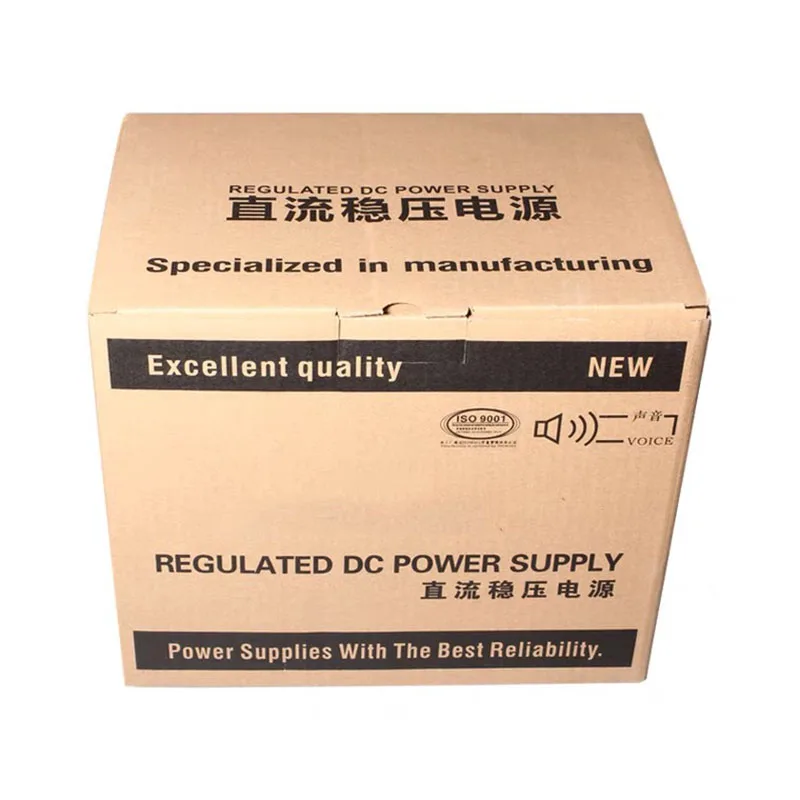 REGULATED DC POWER SUPPLY
直流稳压电源
Specialized in manufacturing
Excellent quality
NEW
ISO 9001
声音
VOICE
REGULATED DC POWER SUPPLY
直流稳压电源
Power Supplies With The Best Reliability.